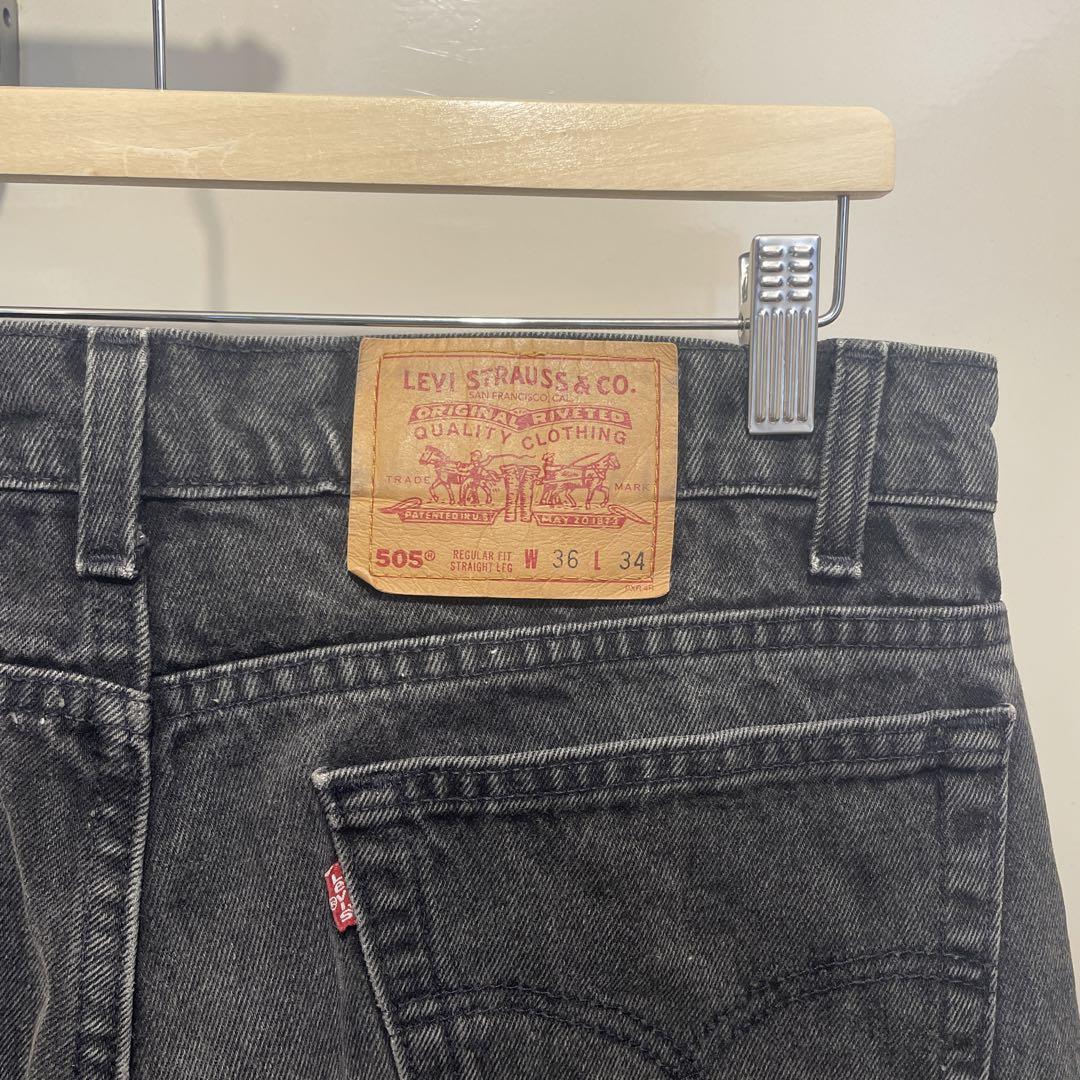 LEVI STRAUSS & CO.
SAN FRANCISCO, CAL.
ORIGINAL RIVETED
QUALITY CLOTHING
TRADE MARK
PATENTED IN U.S. MAY 20 1873
505® REGULAR FIT STRAIGHT LEG W 36 L 34
Levi's
®